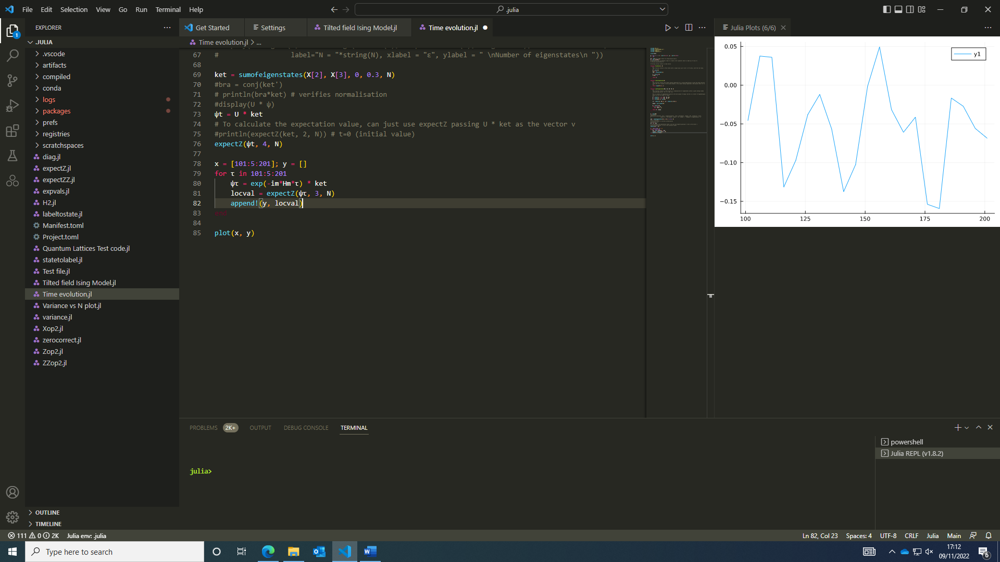 File Edit Selection View Go Run Terminal Help
.julia
EXPLORER
Get Started
Settings
Tilted field Ising Model.jl
Time evolution.jl
Julia Plots (6/6)
.JULIA
.vscode
artifacts
compiled
conda
logs
packages
prefs
registries
scratchspaces
diag.jl
expectZ.jl
expectZZ.jl
expvals.jl
H2.jl
labeltostate.jl
Manifest.toml
Project.toml
Quantum Lattices Test code.jl
statetolabel.jl
Test file.jl
Tilted field Ising Model.jl
Time evolution.jl
Variance vs N plot.jl
variance.jl
Xop2.jl
zerocorrect.jl
Zop2.jl
ZZop2.jl
OUTLINE
TIMELINE
Time evolution.jl > ...
67 # label="N = "*string(N), xlabel = "ε", ylabel = " \nNumber of eigenstates\n "))
68
69 ket = sumofeigenstates(X[2], X[3], 0, 0.3, N)
70 #bra = conj(ket')
71 # println(bra*ket) # verifies normalisation
72 #display(U * ψ)
73 ψt = U * ket
74 # To calculate the expectation value, can just use expectZ passing U * ket as the vector v
75 #println(expectZ(ket, 2, N)) # t=0 (initial value)
76 expectZ(ψt, 4, N)
77
78 x = [101:5:201]; y = []
79 for τ in 101:5:201
80 ψτ = exp(-im*Hm*τ) * ket
81 locval = expectZ(ψτ, 3, N)
82 append!(y, locval)
83 end
84
85 plot(x, y)
y1
0.05
0.00
−0.05
−0.10
−0.15
100 125 150 175 200
PROBLEMS 2K+ OUTPUT DEBUG CONSOLE TERMINAL
julia>
powershell
Julia REPL (v1.8.2)
111 0 2K Julia env: .julia
Ln 82, Col 23 Spaces: 4 UTF-8 CRLF Julia Main
Type here to search
17:12
09/11/2022
6
1